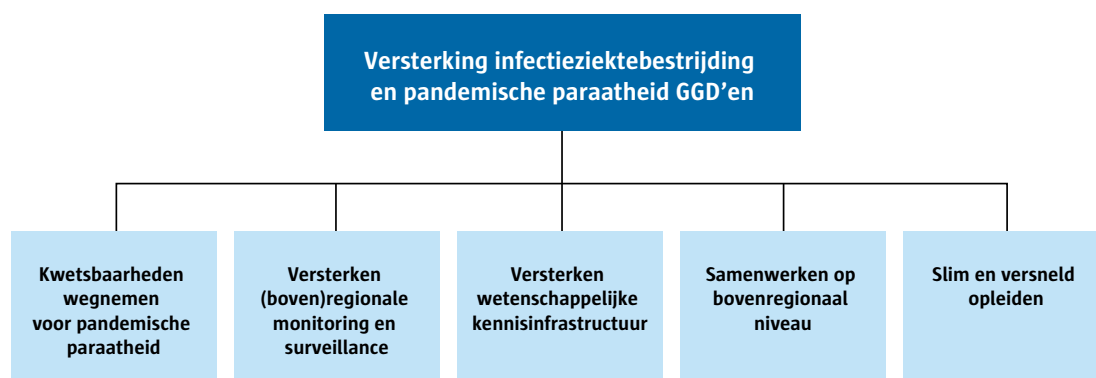 Versterking infectieziektebestrijding
en pandemische paraatheid GGD’en
Kwetsbaarheden
wegnemen
voor pandemische
paraatheid
Versterken
(boven)regionale
monitoring en
surveillance
Versterken
wetenschappelijke
kennisinfrastructuur
Samenwerken op
bovenregionaal
niveau
Slim en versneld
opleiden